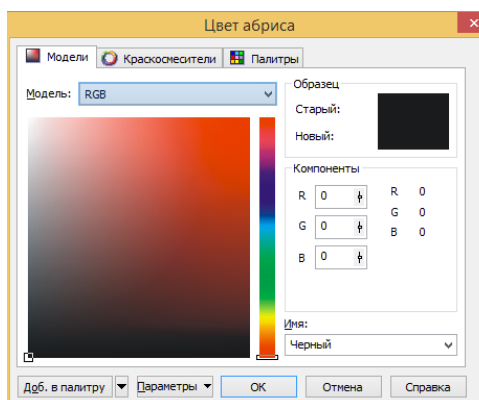 Цвет абриса
Модели Краскосмесители Палитры
Модель: RGB
Образец
Старый:
Новый:
Компоненты
R 0 R 0
G 0 G 0
B 0 B 0
Имя:
Черный
Доб. в палитру Параметры OK Отмена Справка